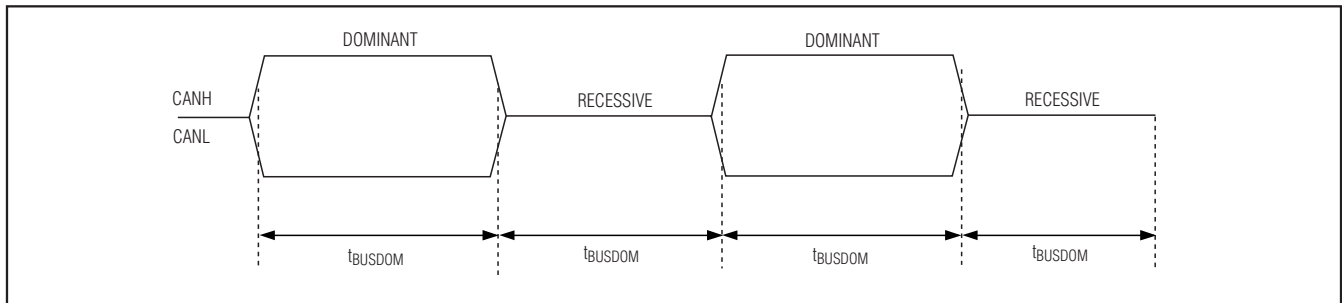 DOMINANT
DOMINANT
CANH
CANL
RECESSIVE
RECESSIVE
tBUSDOM
tBUSDOM
tBUSDOM
tBUSDOM